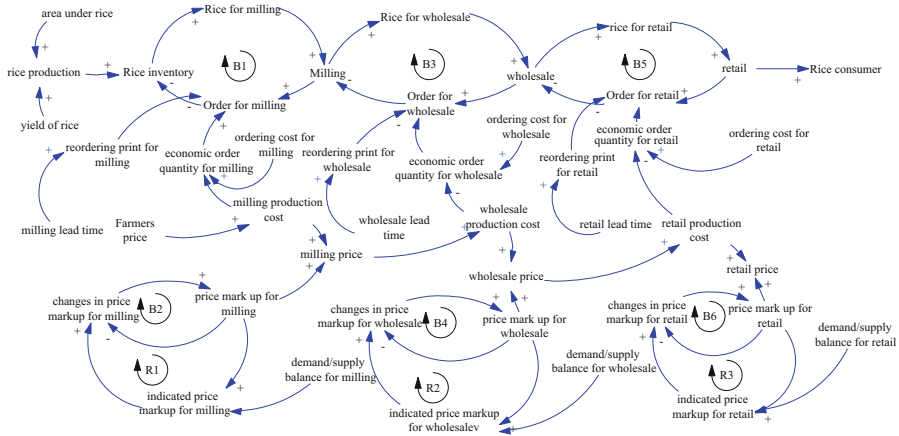 area under rice
Rice for milling
Rice for wholesale
rice for retail
rice production
Rice inventory
B1
Milling
B3
wholesale
B5
retail
Rice consumer
yield of rice
Order for milling
Order for
wholesale
Order for retail
reordering print for
milling
economic order
quantity for milling
ordering cost for
milling
reordering print for
wholesale
economic order
quantity for wholesale
ordering cost for
wholesale
reordering print
for retail
economic order
quantity for retail
ordering cost for
retail
milling lead time
Farmers
price
milling production
cost
wholesale lead
time
wholesale
production cost
retail lead time
retail production
cost
milling price
wholesale price
retail price
changes in price
markup for milling
B2
price mark up for
milling
changes in price
markup for wholesale
B4
price mark up for
wholesale
changes in price
markup for retail
B6
price mark up for
retail
R1
demand/supply
balance for milling
R2
demand/supply
balance for wholesale
R3
demand/supply
balance for retail
indicated price
markup for milling
indicated price markup
for wholesalev
indicated price
markup for retail